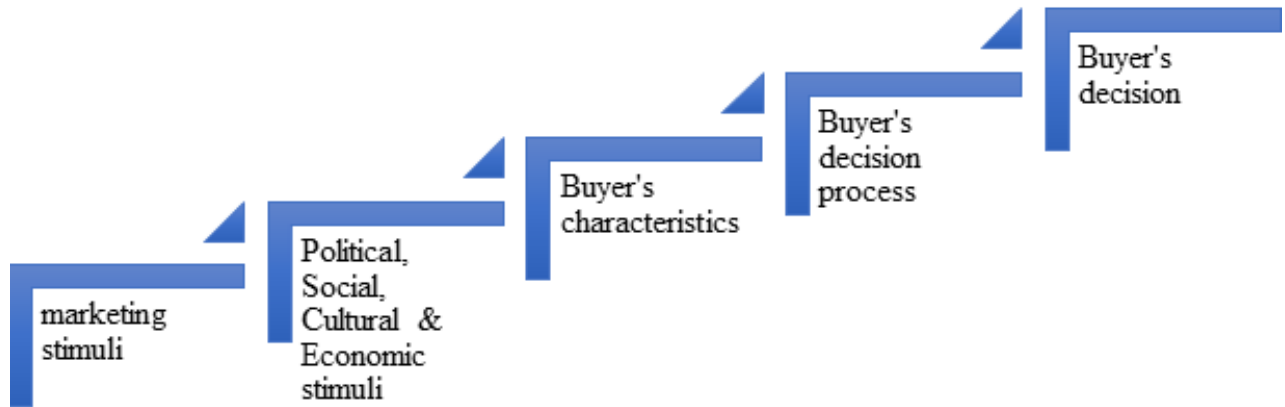 marketing
stimuli
Political,
Social,
Cultural &
Economic
stimuli
Buyer's
characteristics
Buyer's
decision
process
Buyer's
decision